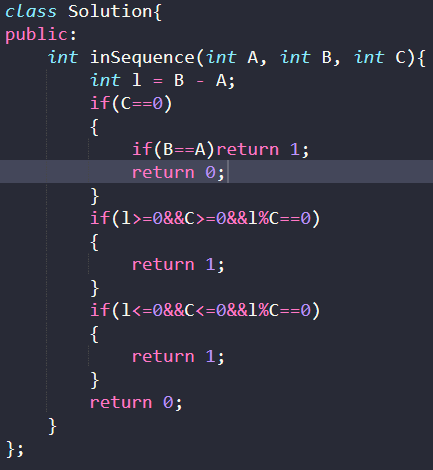 class Solution{
public:
    int inSequence(int A, int B, int C){
        int l = B - A;
        if(C==0)
        {
            if(B==A)return 1;
            return 0;
        }
        if(l>=0&&C>=0&&l%C==0)
        {
            return 1;
        }
        if(l<=0&&C<=0&&l%C==0)
        {
            return 1;
        }
        return 0;
    }
};